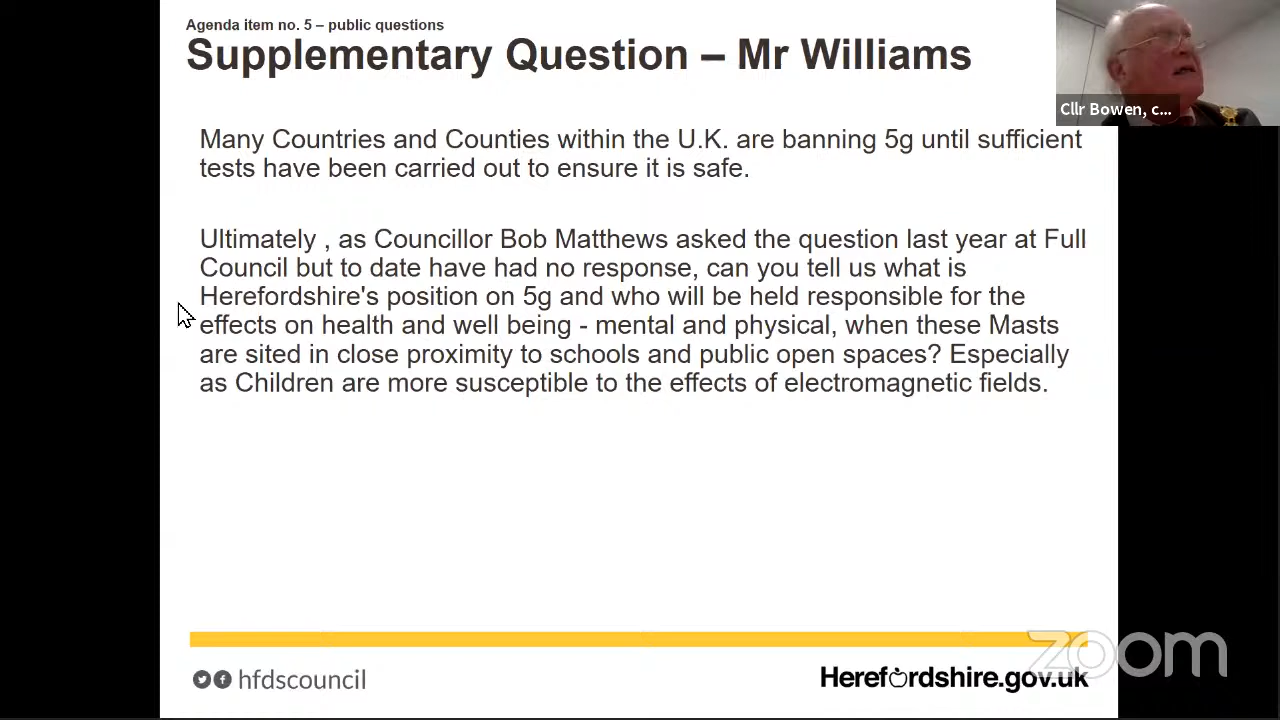 Agenda item no. 5 – public questions
Supplementary Question – Mr Williams
Cllr Bowen, c...
Many Countries and Counties within the U.K. are banning 5g until sufficient
tests have been carried out to ensure it is safe.
Ultimately , as Councillor Bob Matthews asked the question last year at Full
Council but to date have had no response, can you tell us what is
Herefordshire's position on 5g and who will be held responsible for the
effects on health and well being - mental and physical, when these Masts
are sited in close proximity to schools and public open spaces? Especially
as Children are more susceptible to the effects of electromagnetic fields.
zoom
hfdscouncil
Herefordshire.gov.uk